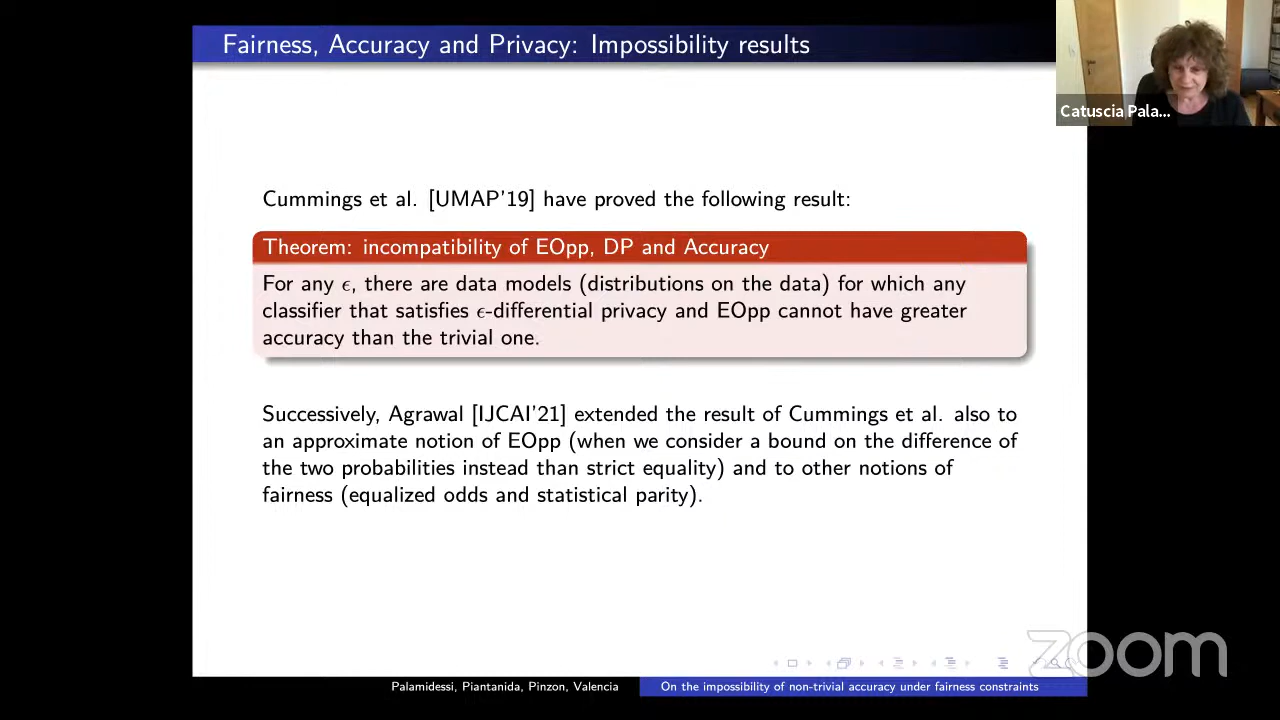 Fairness, Accuracy and Privacy: Impossibility results
Catuscia Pala...
Cummings et al. [UMAP'19] have proved the following result:
Theorem: incompatibility of EOpp, DP and Accuracy
For any ϵ, there are data models (distributions on the data) for which any
classifier that satisfies ϵ-differential privacy and EOpp cannot have greater
accuracy than the trivial one.
Successively, Agrawal [IJCAI'21] extended the result of Cummings et al. also to
an approximate notion of EOpp (when we consider a bound on the difference of
the two probabilities instead than strict equality) and to other notions of
fairness (equalized odds and statistical parity).
zoom
Palamidessi, Piantanida, Pinzon, Valencia
On the impossibility of non-trivial accuracy under fairness constraints